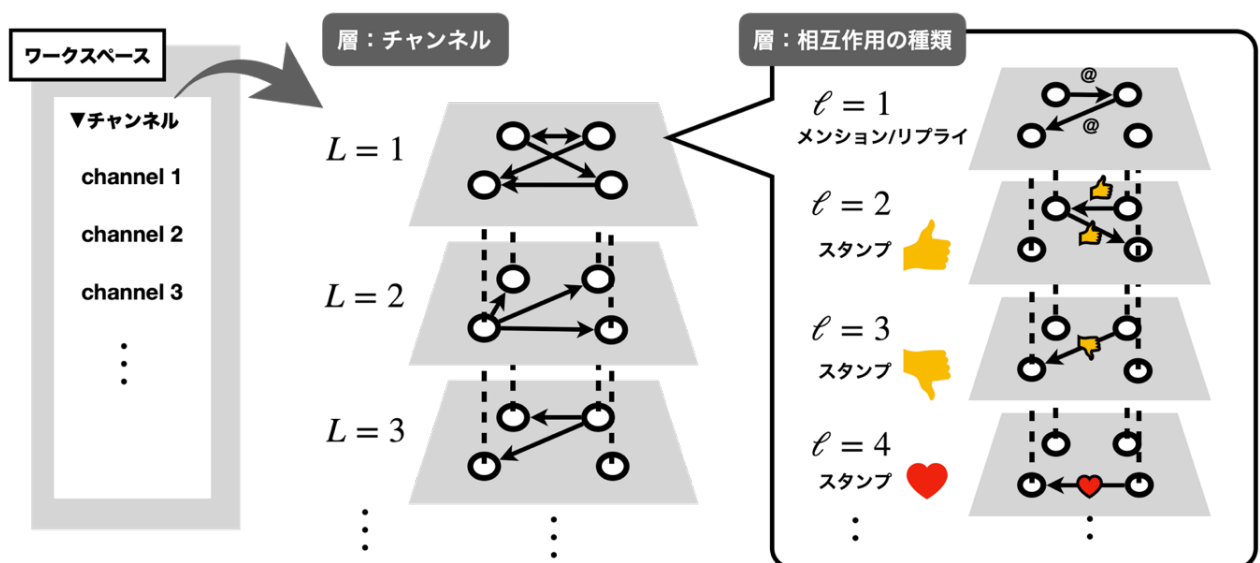 ワークスペース
▼チャンネル
channel 1
channel 2
channel 3
層：チャンネル
L = 1
L = 2
L = 3
層：相互作用の種類
ℓ = 1
メンション/リプライ
@
@
ℓ = 2
スタンプ
ℓ = 3
スタンプ
ℓ = 4
スタンプ